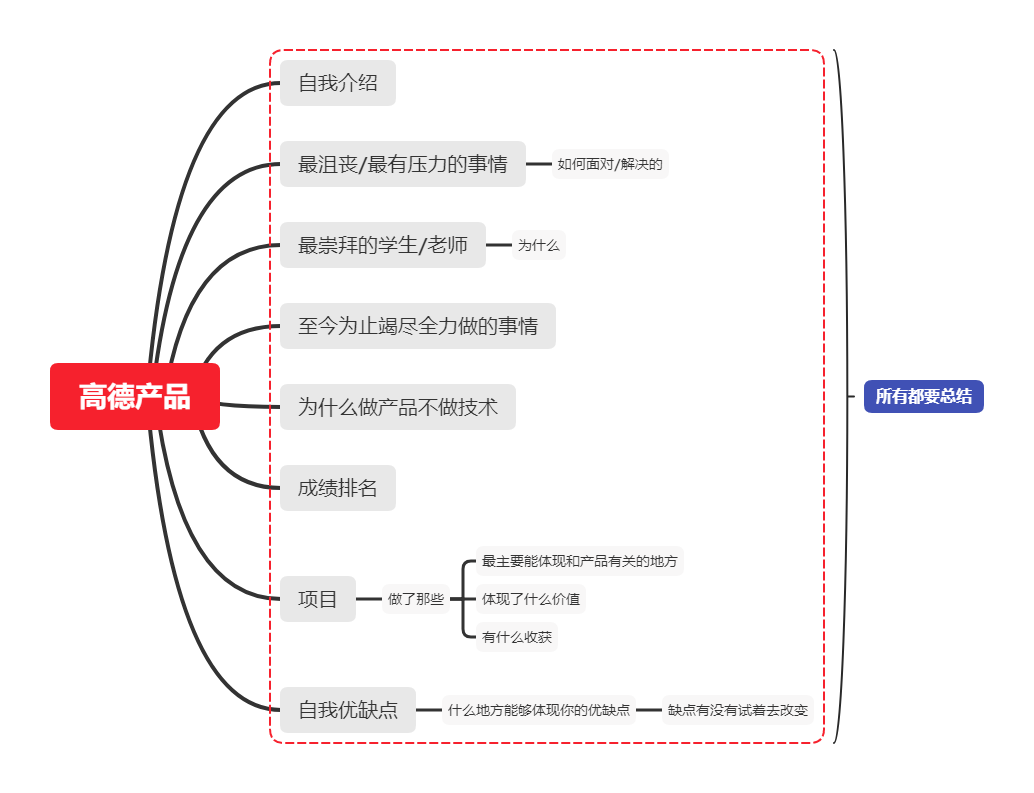 高德产品
自我介绍
最沮丧/最有压力的事情
如何面对/解决的
最崇拜的学生/老师
为什么
至今为止竭尽全力做的事情
为什么做产品不做技术
成绩排名
项目
做了那些
最主要能体现和产品有关的地方
体现了什么价值
有什么收获
自我优缺点
什么地方能够体现你的优缺点
缺点有没有试着去改变
所有都要总结